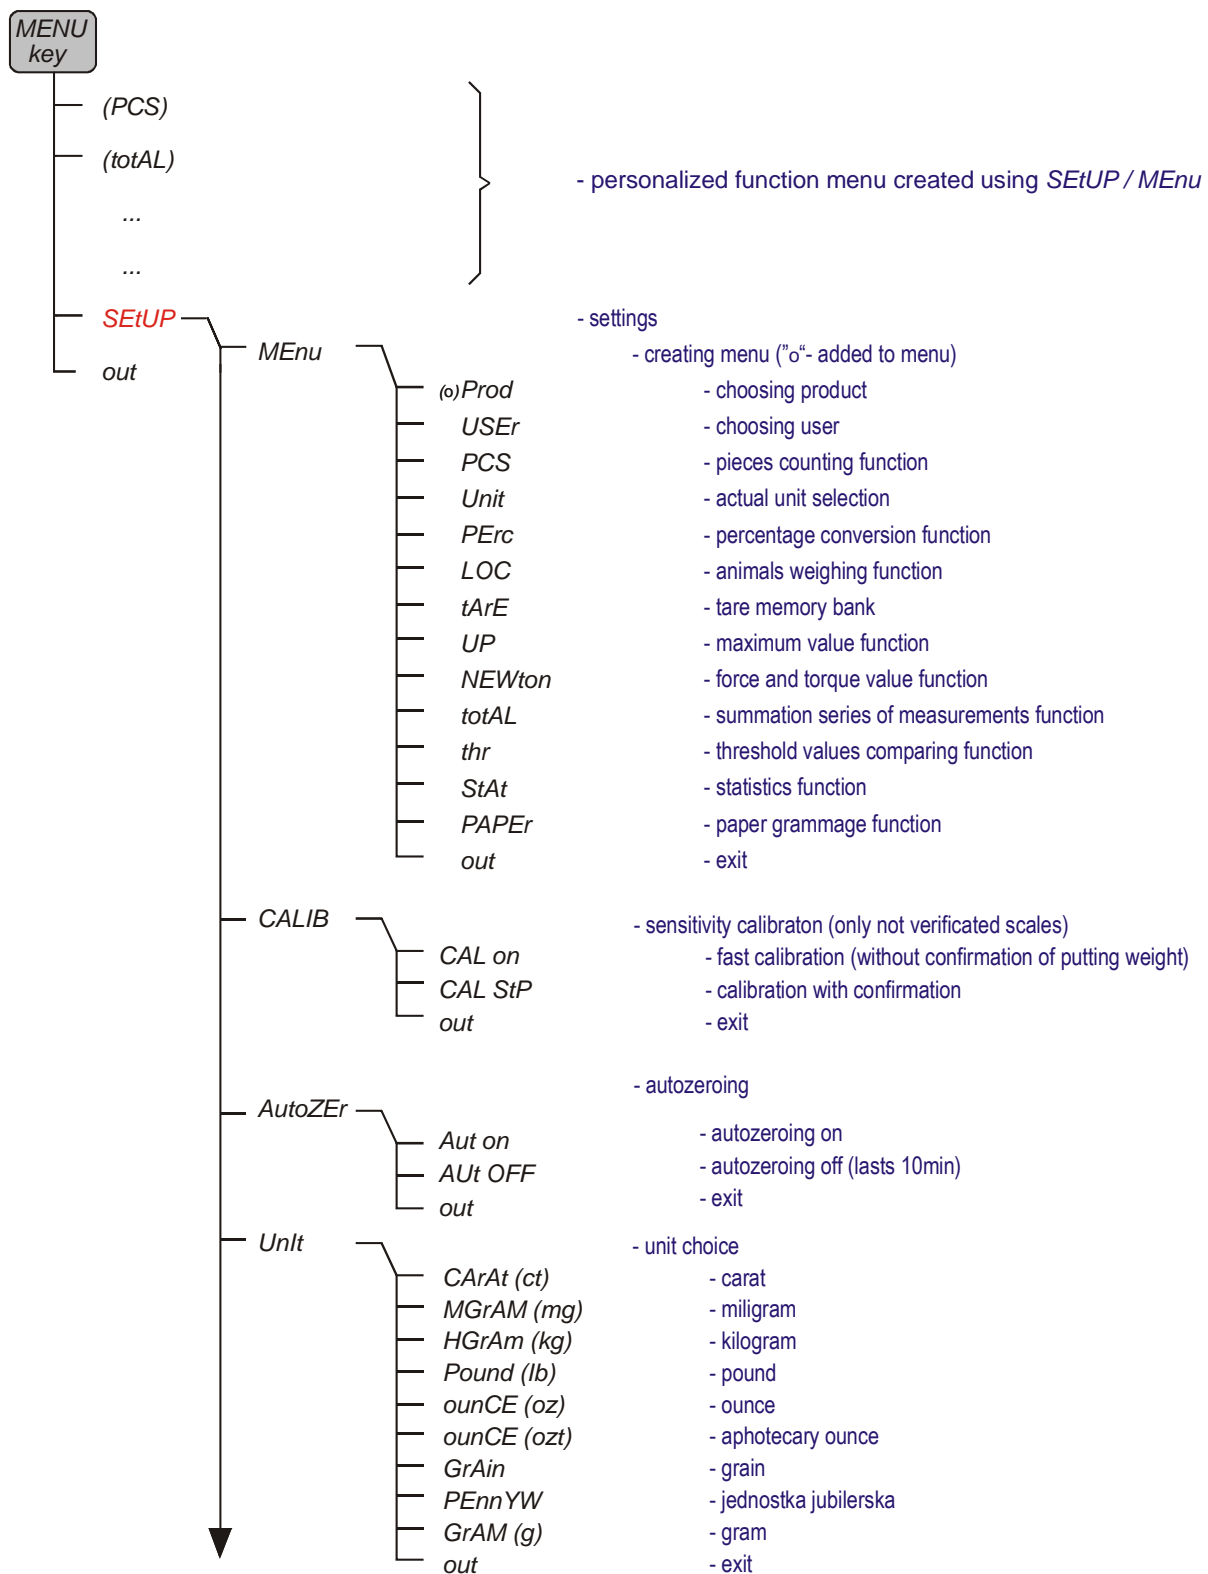 MENU
key
(PCS)
(totAL)
- personalized function menu created using SEtUP / MEnu
...
...
SEtUP - settings
MEnu - creating menu ("o"- added to menu)
out
(o)Prod - choosing product
USEr - choosing user
PCS - pieces counting function
Unit - actual unit selection
PErc - percentage conversion function
LOC - animals weighing function
tArE - tare memory bank
UP - maximum value function
NEWton - force and torque value function
totAL - summation series of measurements function
thr - threshold values comparing function
StAt - statistics function
PAPEr - paper grammage function
out - exit
CALIB - sensitivity calibraton (only not verificated scales)
CAL on - fast calibration (without confirmation of putting weight)
CAL StP - calibration with confirmation
out - exit
AutoZEr - autozeroing
Aut on - autozeroing on
AUt OFF - autozeroing off (lasts 10min)
out - exit
UnIt - unit choice
CArAt (ct) - carat
MGrAM (mg) - miligram
HGrAm (kg) - kilogram
Pound (lb) - pound
ounCE (oz) - ounce
ounCE (ozt) - aphotecary ounce
GrAin - grain
PEnnYW - jednostka jubilerska
GrAM (g) - gram
out - exit